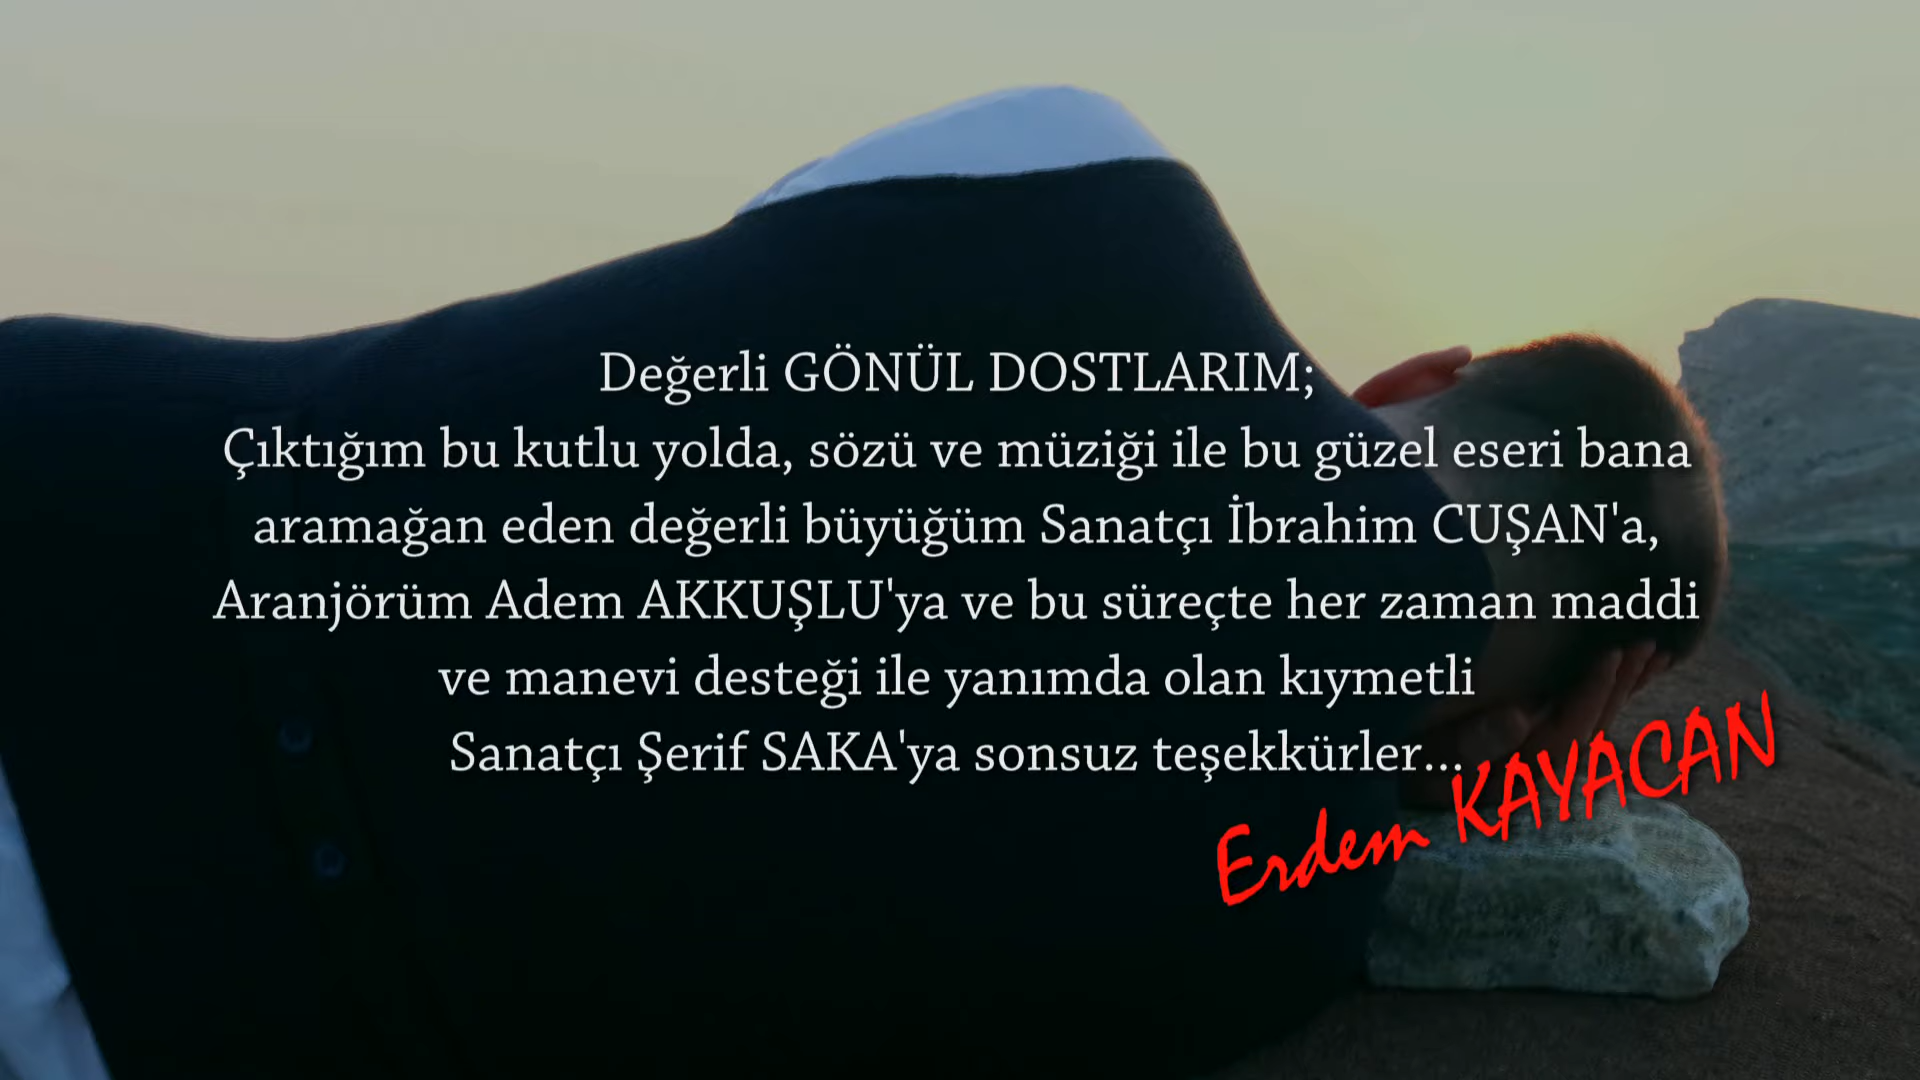 Değerli GÖNÜL DOSTLARIM;
Çıktığım bu kutlu yolda, sözü ve müziği ile bu güzel eseri bana
aramağan eden değerli büyüğüm Sanatçı İbrahim CUŞAN'a,
Aranjörüm Adem AKKUŞLU'ya ve bu süreçte her zaman maddi
ve manevi desteği ile yanımda olan kıymetli
Sanatçı Şerif SAKA'ya sonsuz teşekkürler...
Erdem KAYACAN